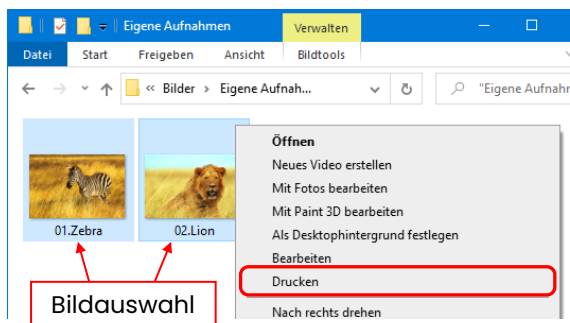 Eigene Aufnahmen
Verwalten
Datei Start Freigeben Ansicht Bildtools
« Bilder › Eigene Aufnah...
"Eigene Aufnahr
Öffnen
Neues Video erstellen
Mit Fotos bearbeiten
Mit Paint 3D bearbeiten
Als Desktophintergrund festlegen
Bearbeiten
Drucken
Nach rechts drehen
01.Zebra 02.Lion
Bildauswahl